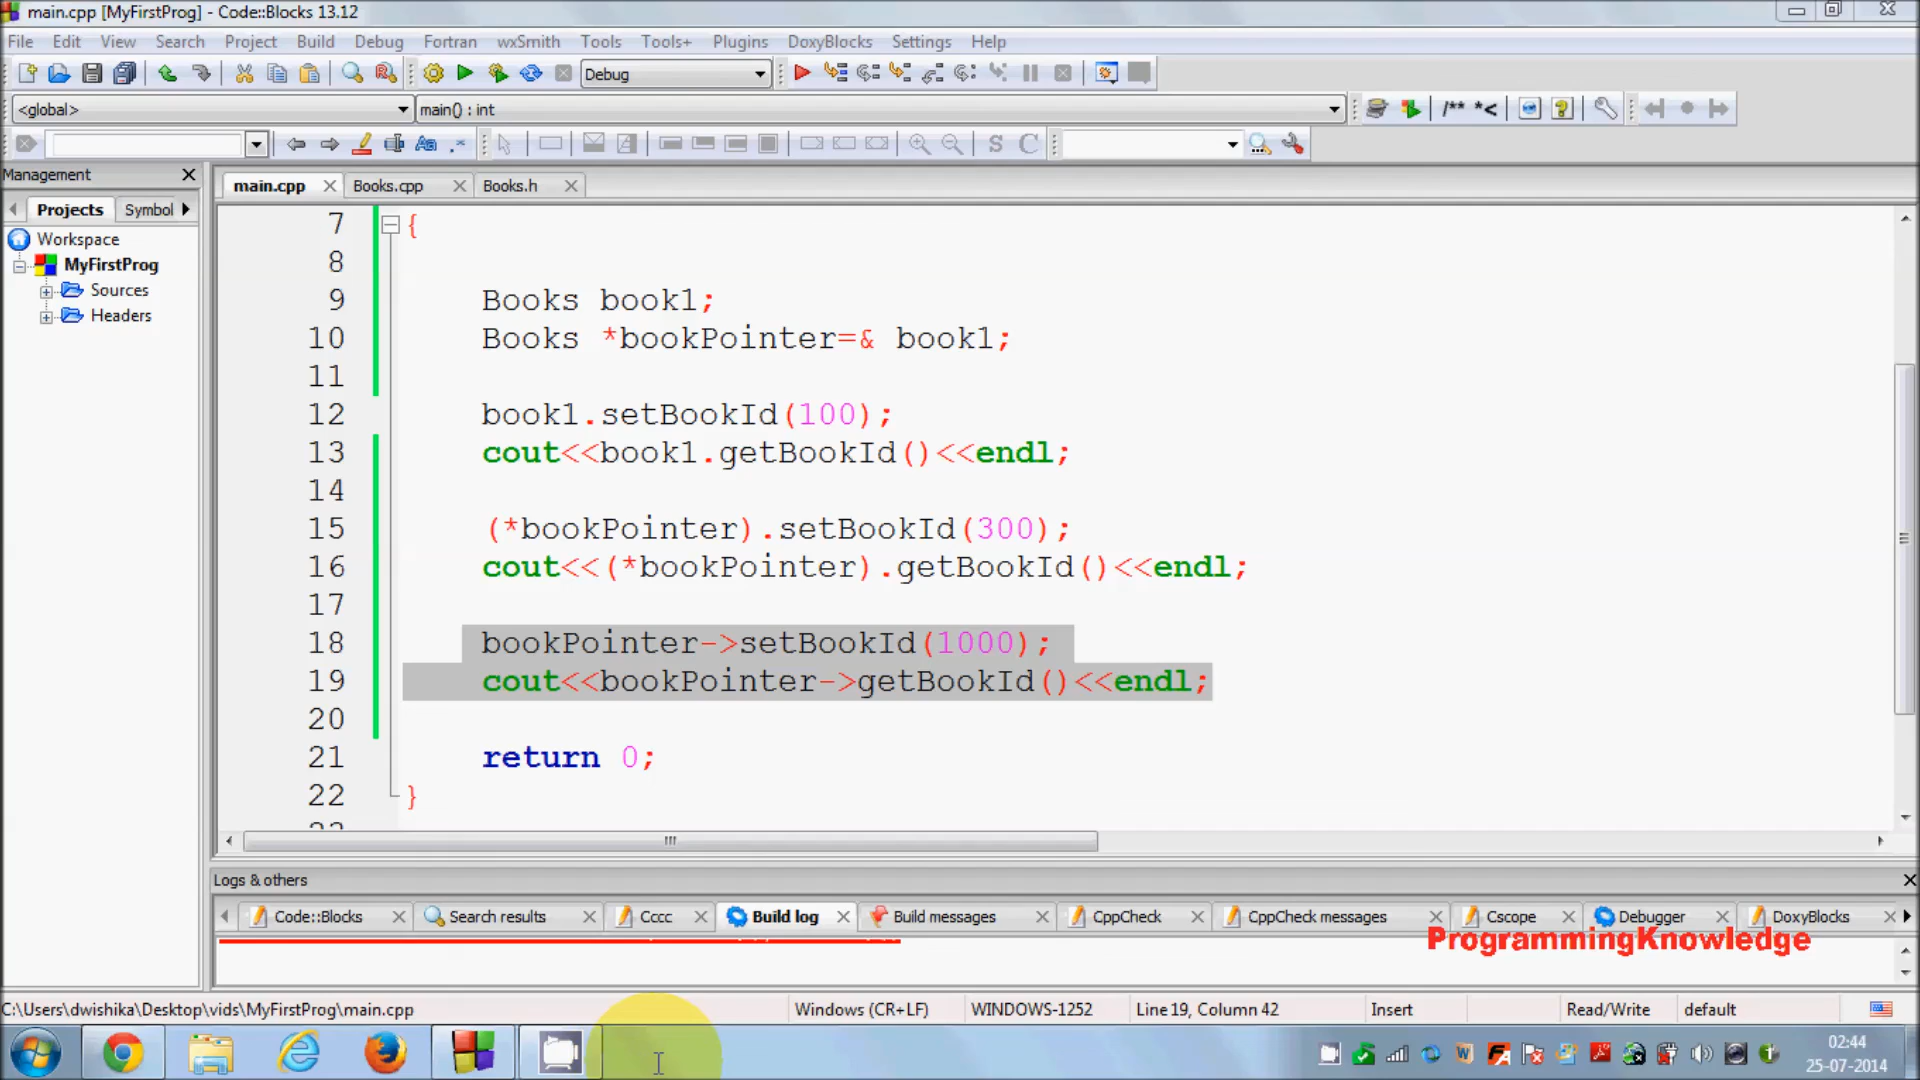 main.cpp [MyFirstProg] - Code::Blocks 13.12
File Edit View Search Project Build Debug Fortran wxSmith Tools Tools+ Plugins DoxyBlocks Settings Help
Debug
<global> main() : int
/** *<
S C
Management
main.cpp Books.cpp Books.h
Projects Symbol
Workspace
MyFirstProg
Sources
Headers
7 {
8
9 Books book1;
10 Books *bookPointer=& book1;
11
12 book1.setBookId(100);
13 cout<<book1.getBookId()<<endl;
14
15 (*bookPointer).setBookId(300);
16 cout<<(*bookPointer).getBookId()<<endl;
17
18 bookPointer->setBookId(1000);
19 cout<<bookPointer->getBookId()<<endl;
20
21 return 0;
22 }
Logs & others
Code::Blocks Search results Cccc Build log Build messages CppCheck CppCheck messages Cscope Debugger DoxyBlocks
ProgrammingKnowledge
C:\Users\dwishika\Desktop\vids\MyFirstProg\main.cpp Windows (CR+LF) WINDOWS-1252 Line 19, Column 42 Insert Read/Write default
02:44
25-07-2014